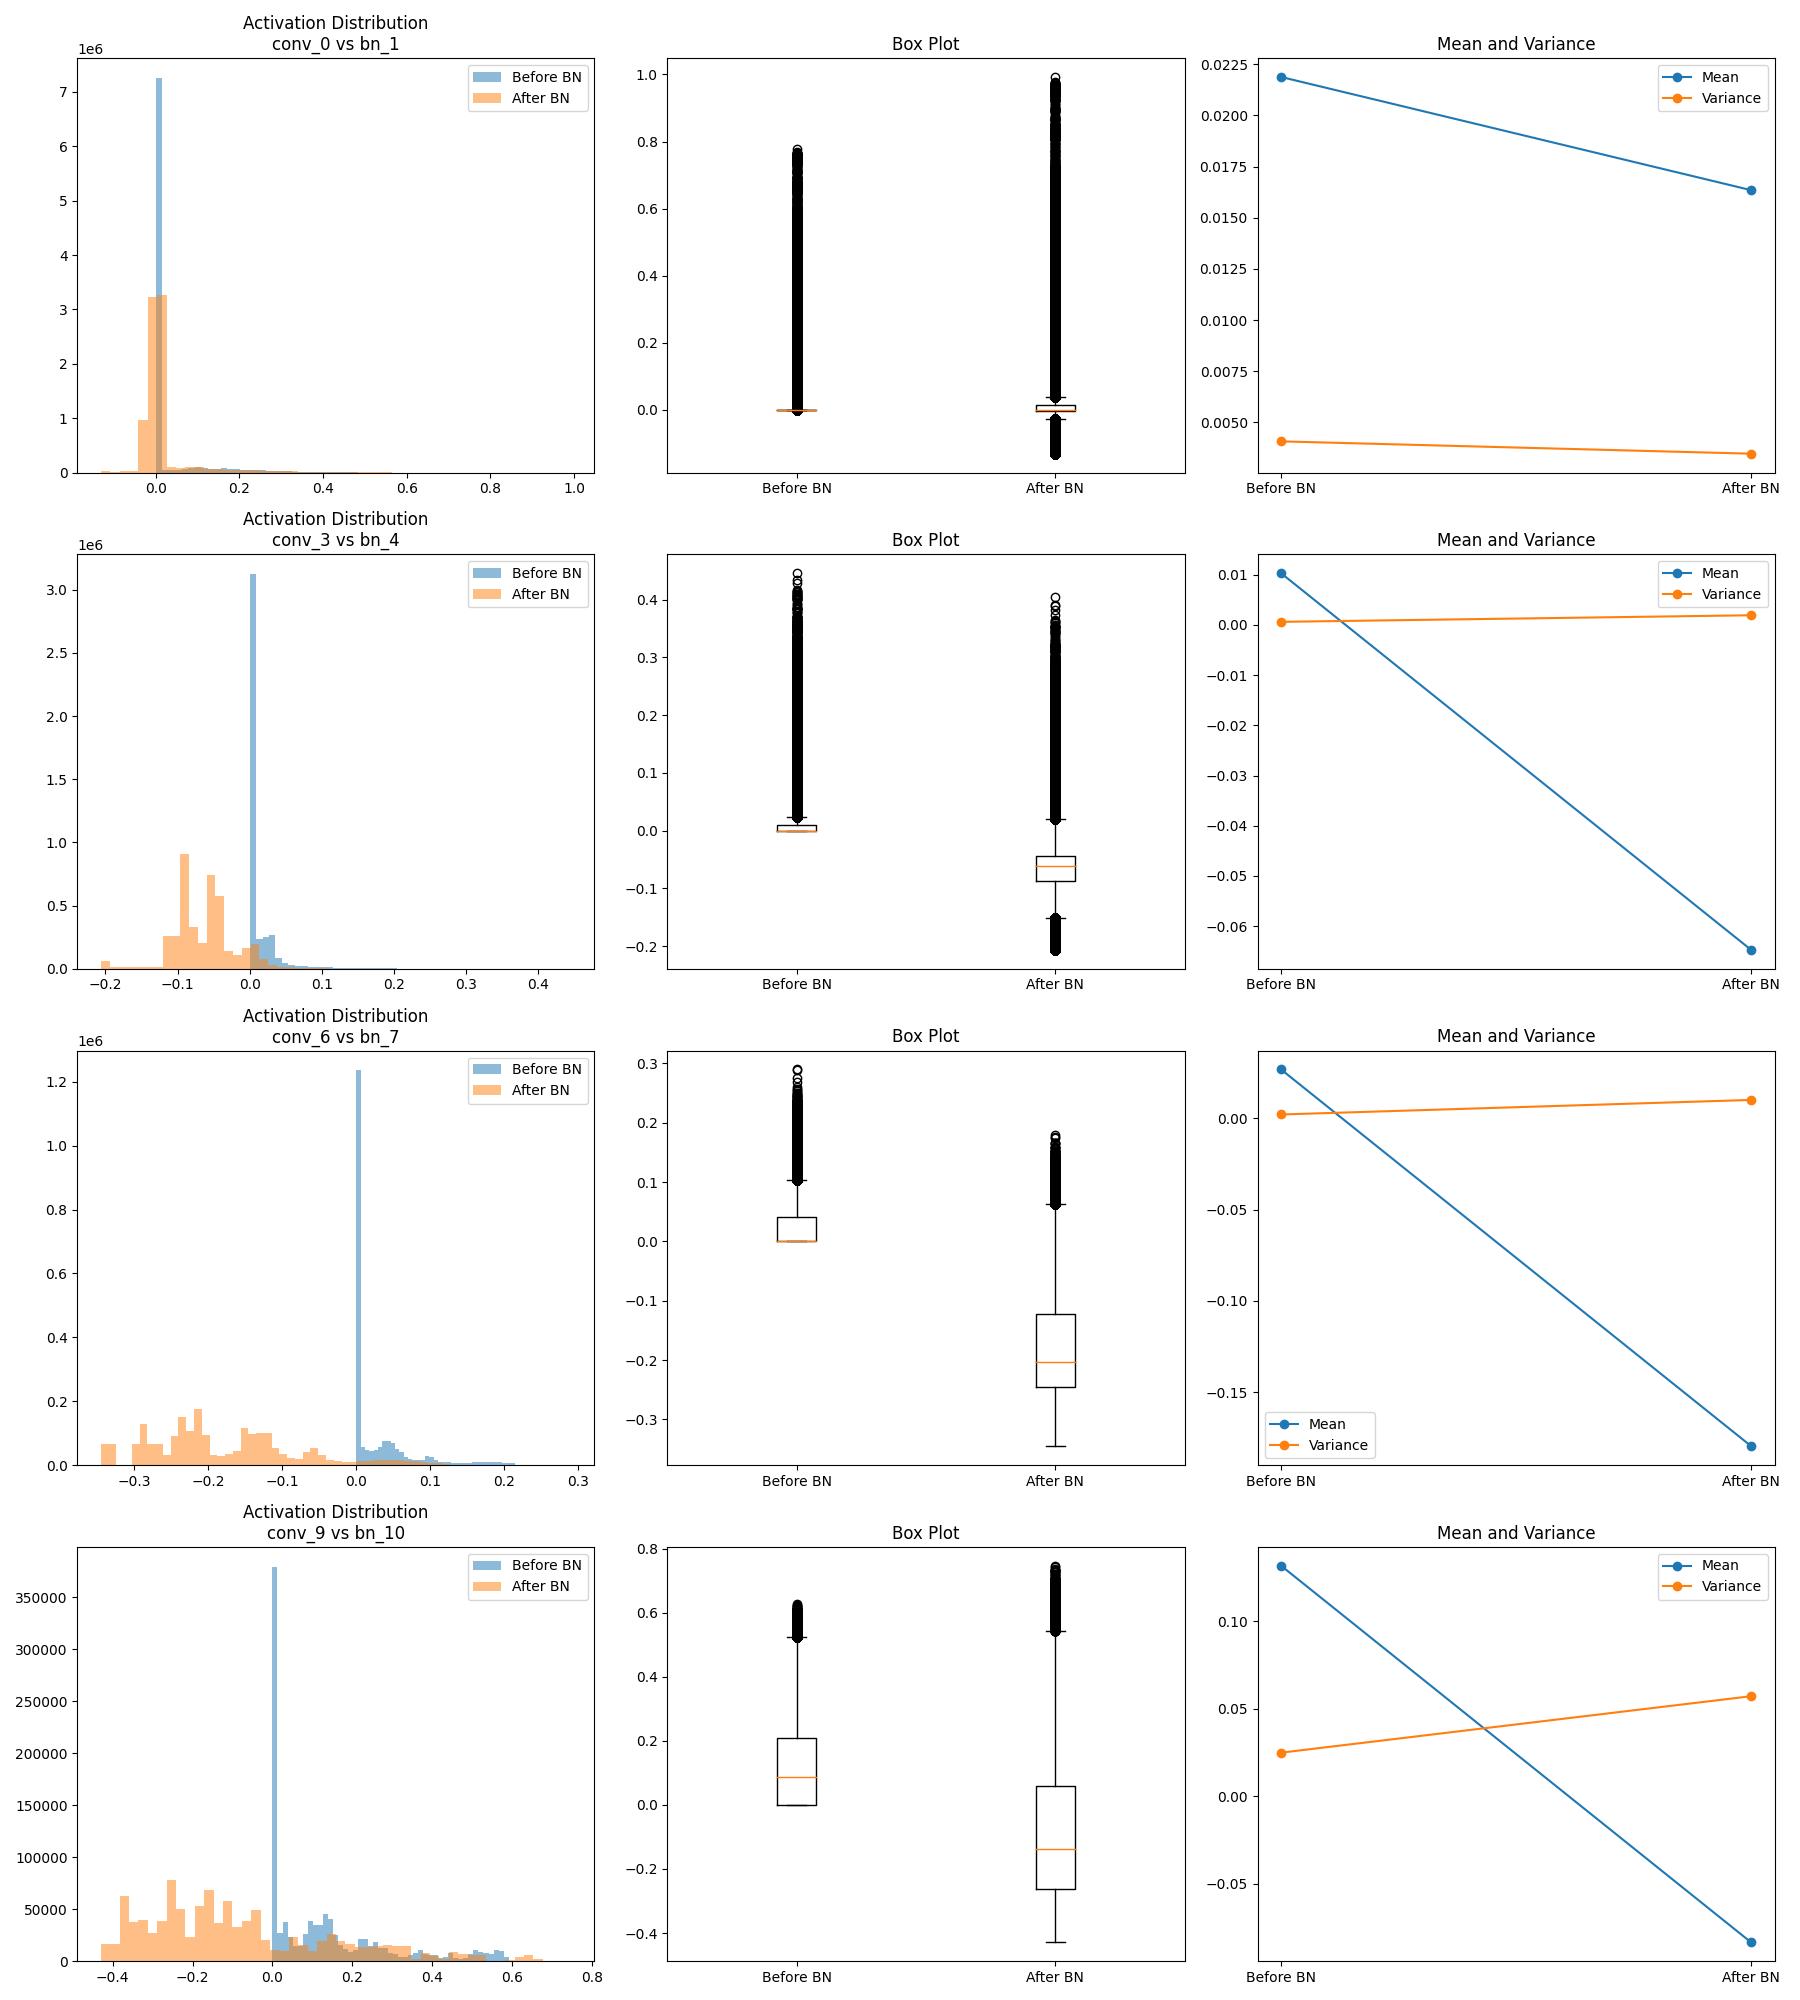 Activation Distribution
conv_0 vs bn_1
1e6
Before BN
After BN
7
6
5
4
3
2
1
0
0.0 0.2 0.4 0.6 0.8 1.0
Box Plot
1.0
0.8
0.6
0.4
0.2
0.0
Before BN After BN
Mean and Variance
Mean
Variance
0.0225
0.0200
0.0175
0.0150
0.0125
0.0100
0.0075
0.0050
Before BN After BN
Activation Distribution
conv_3 vs bn_4
1e6
Before BN
After BN
3.0
2.5
2.0
1.5
1.0
0.5
0.0
−0.2 −0.1 0.0 0.1 0.2 0.3 0.4
Box Plot
0.4
0.3
0.2
0.1
0.0
−0.1
−0.2
Before BN After BN
Mean and Variance
Mean
Variance
0.01
0.00
−0.01
−0.02
−0.03
−0.04
−0.05
−0.06
Before BN After BN
Activation Distribution
conv_6 vs bn_7
1e6
Before BN
After BN
1.2
1.0
0.8
0.6
0.4
0.2
0.0
−0.3 −0.2 −0.1 0.0 0.1 0.2 0.3
Box Plot
0.3
0.2
0.1
0.0
−0.1
−0.2
−0.3
Before BN After BN
Mean and Variance
0.00
−0.05
−0.10
−0.15
Mean
Variance
Before BN After BN
Activation Distribution
conv_9 vs bn_10
Before BN
After BN
350000
300000
250000
200000
150000
100000
50000
0
−0.4 −0.2 0.0 0.2 0.4 0.6 0.8
Box Plot
0.8
0.6
0.4
0.2
0.0
−0.2
−0.4
Before BN After BN
Mean and Variance
Mean
Variance
0.10
0.05
0.00
−0.05
Before BN After BN